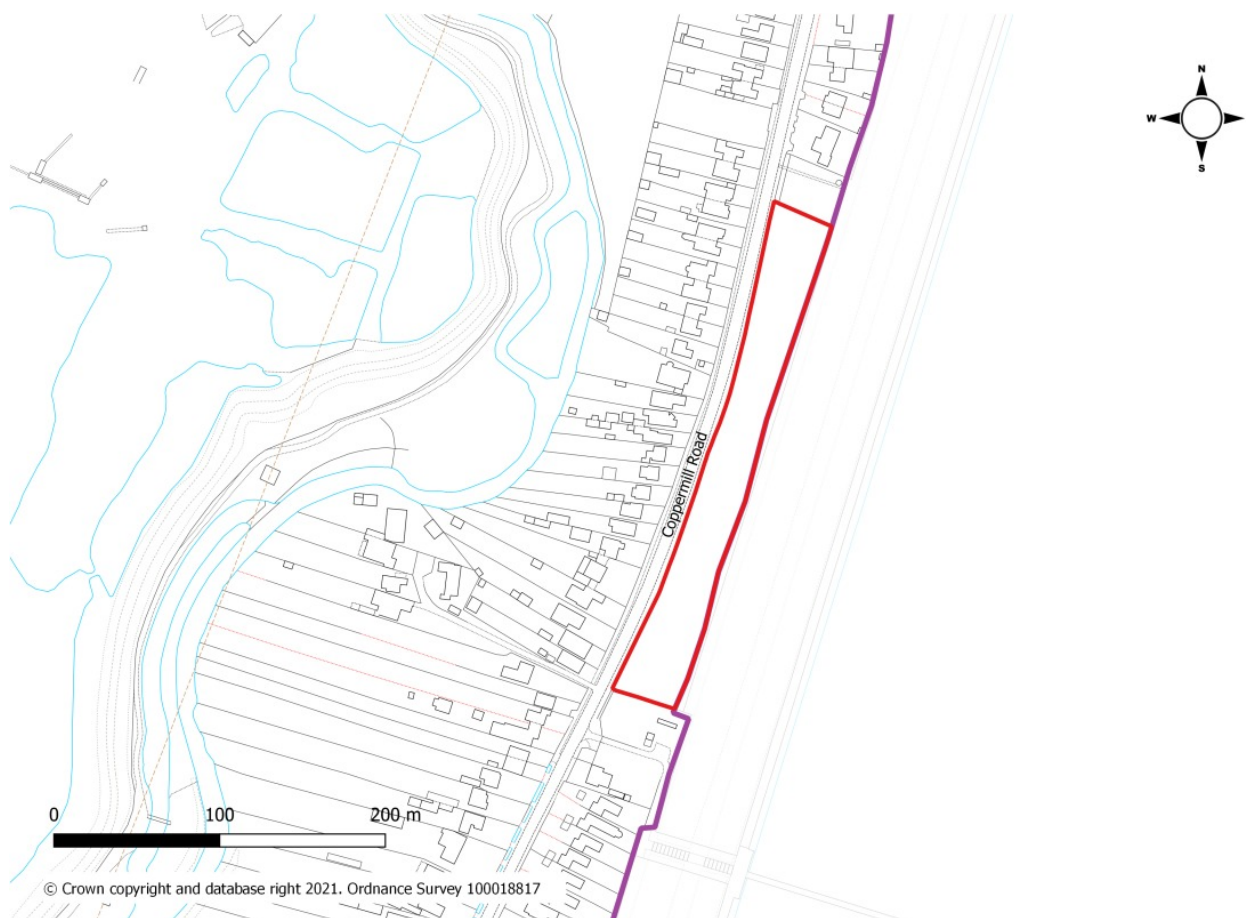 N
W
S
Coppermill Road
0 100 200 m
© Crown copyright and database right 2021. Ordnance Survey 100018817